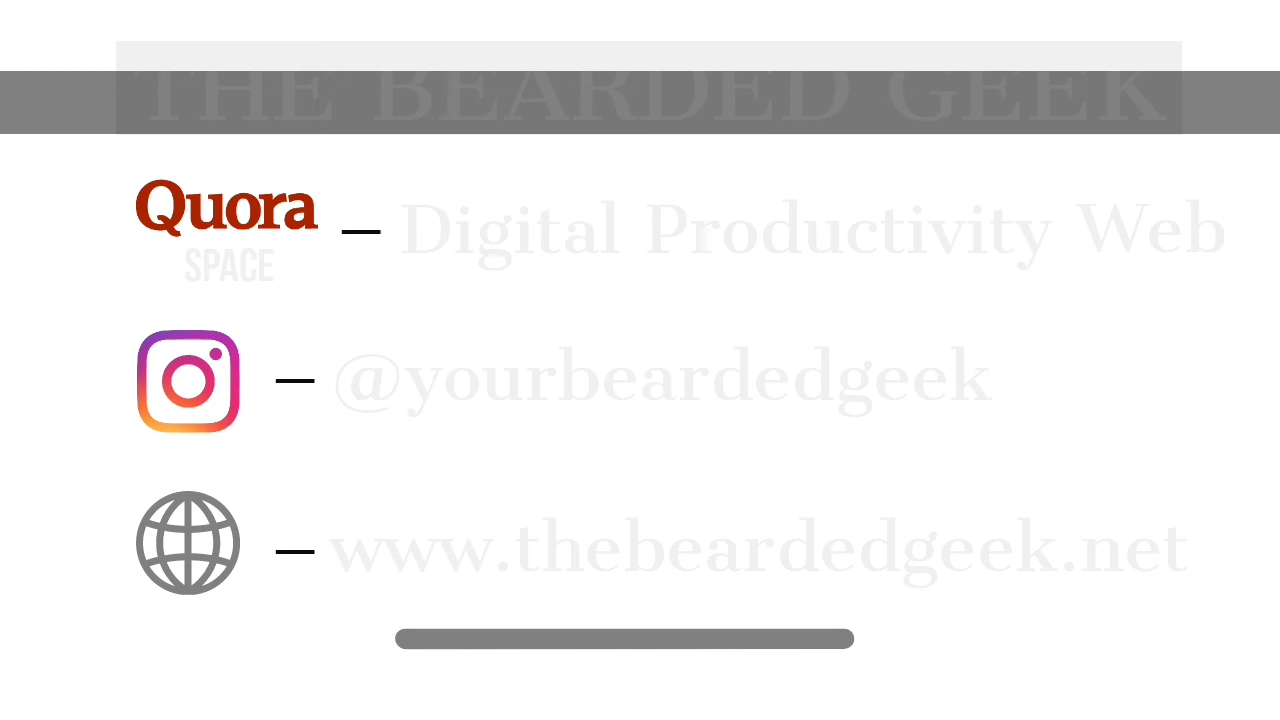 THE BEARDED GEEK
Quora — Digital Productivity Web
SPACE
— @yourbeardedgeek
— www.thebeardedgeek.net